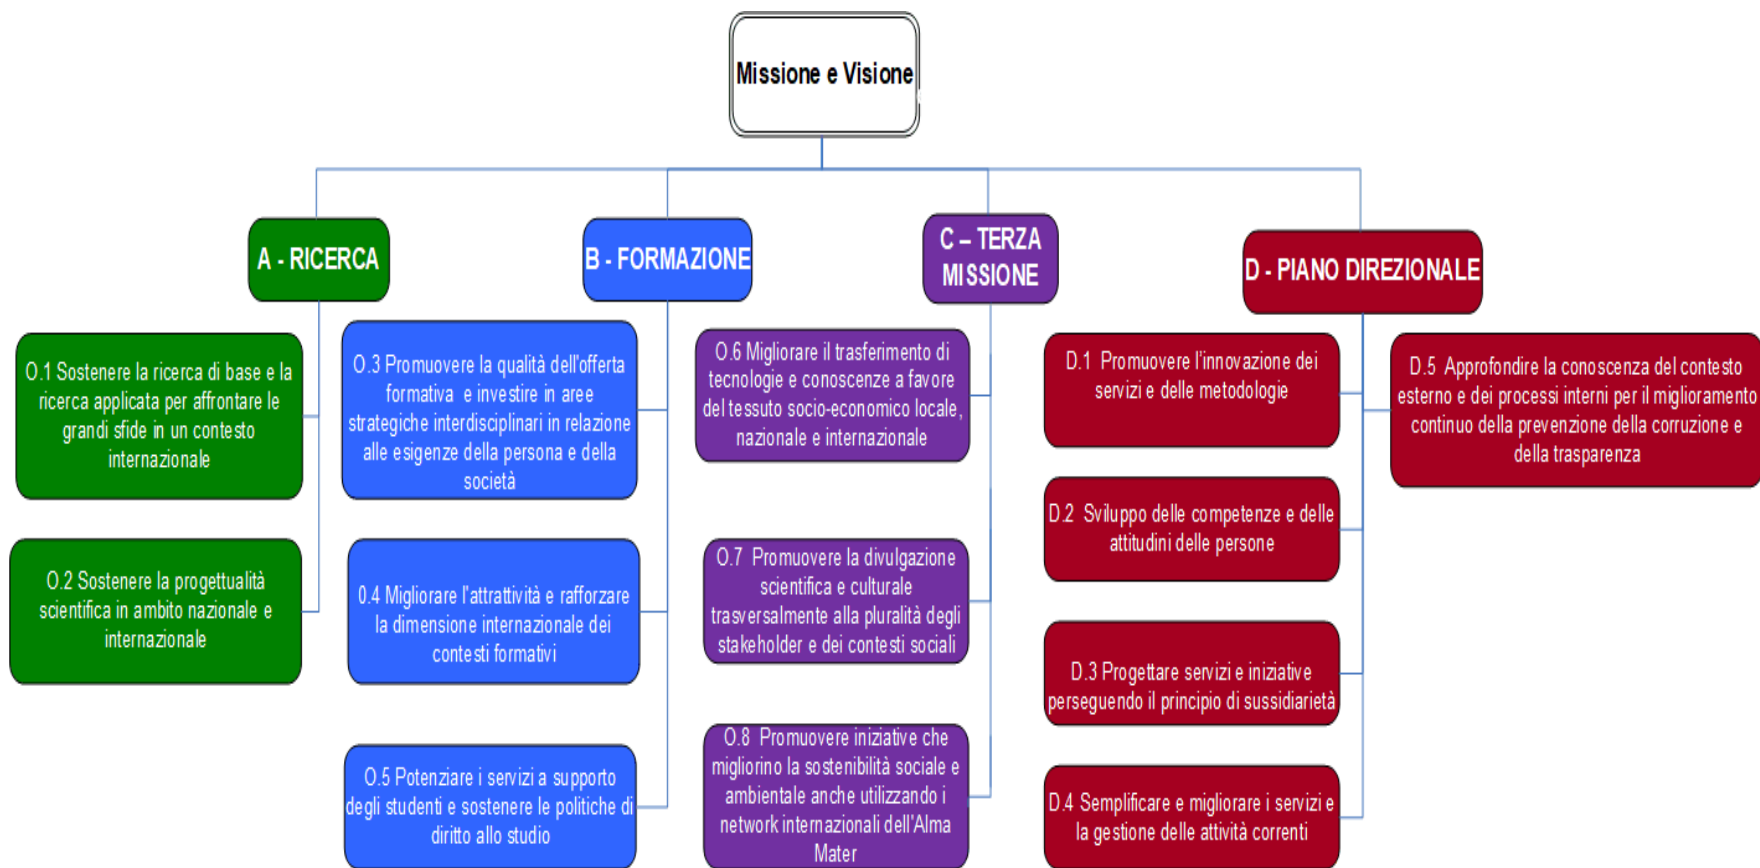 Missione e Visione
A - RICERCA
O.1 Sostenere la ricerca di base e la
ricerca applicata per affrontare le
grandi sfide in un contesto
internazionale
O.2 Sostenere la progettualità
scientifica in ambito nazionale e
internazionale
B - FORMAZIONE
O.3 Promuovere la qualità dell'offerta
formativa e investire in aree
strategiche interdisciplinari in relazione
alle esigenze della persona e della
società
0.4 Migliorare l'attrattività e rafforzare
la dimensione internazionale dei
contesti formativi
O.5 Potenziare i servizi a supporto
degli studenti e sostenere le politiche di
diritto allo studio
C – TERZA
MISSIONE
O.6 Migliorare il trasferimento di
tecnologie e conoscenze a favore
del tessuto socio-economico locale,
nazionale e internazionale
O.7 Promuovere la divulgazione
scientifica e culturale
trasversalmente alla pluralità degli
stakeholder e dei contesti sociali
O.8 Promuovere iniziative che
migliorino la sostenibilità sociale e
ambientale anche utilizzando i
network internazionali dell'Alma
Mater
D - PIANO DIREZIONALE
D.1 Promuovere l'innovazione dei
servizi e delle metodologie
D.2 Sviluppo delle competenze e delle
attitudini delle persone
D.3 Progettare servizi e iniziative
perseguendo il principio di sussidiarietà
D.4 Semplificare e migliorare i servizi e
la gestione delle attività correnti
D.5 Approfondire la conoscenza del contesto
esterno e dei processi interni per il miglioramento
continuo della prevenzione della corruzione e
della trasparenza